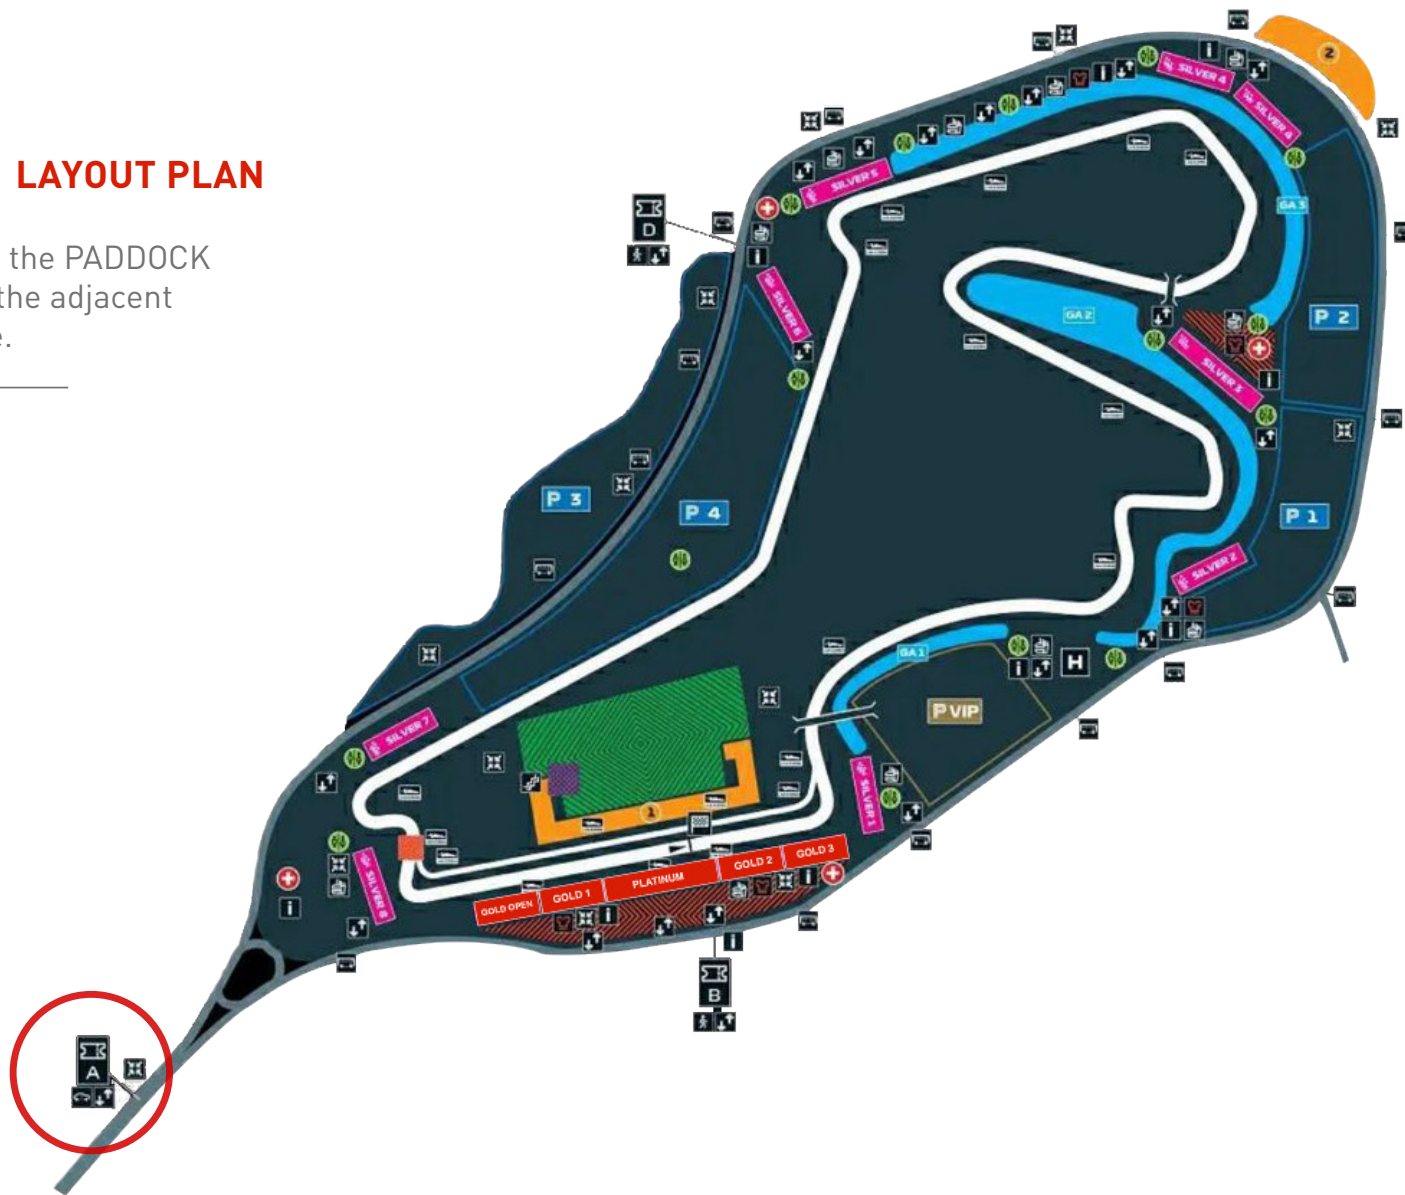 LAYOUT PLAN
the PADDOCK
the adjacent
e.
2
SILVER 4
SILVER 4
SILVER 5
GA 3
D
SILVER 6
GA 2
P 2
SILVER 3
P 3
P 4
P 1
SILVER 2
GA 1
H
P VIP
SILVER 7
SILVER 1
1
GOLD 3
GOLD 2
PLATINUM
GOLD 1
GOLD OPEN
SILVER 8
B
A